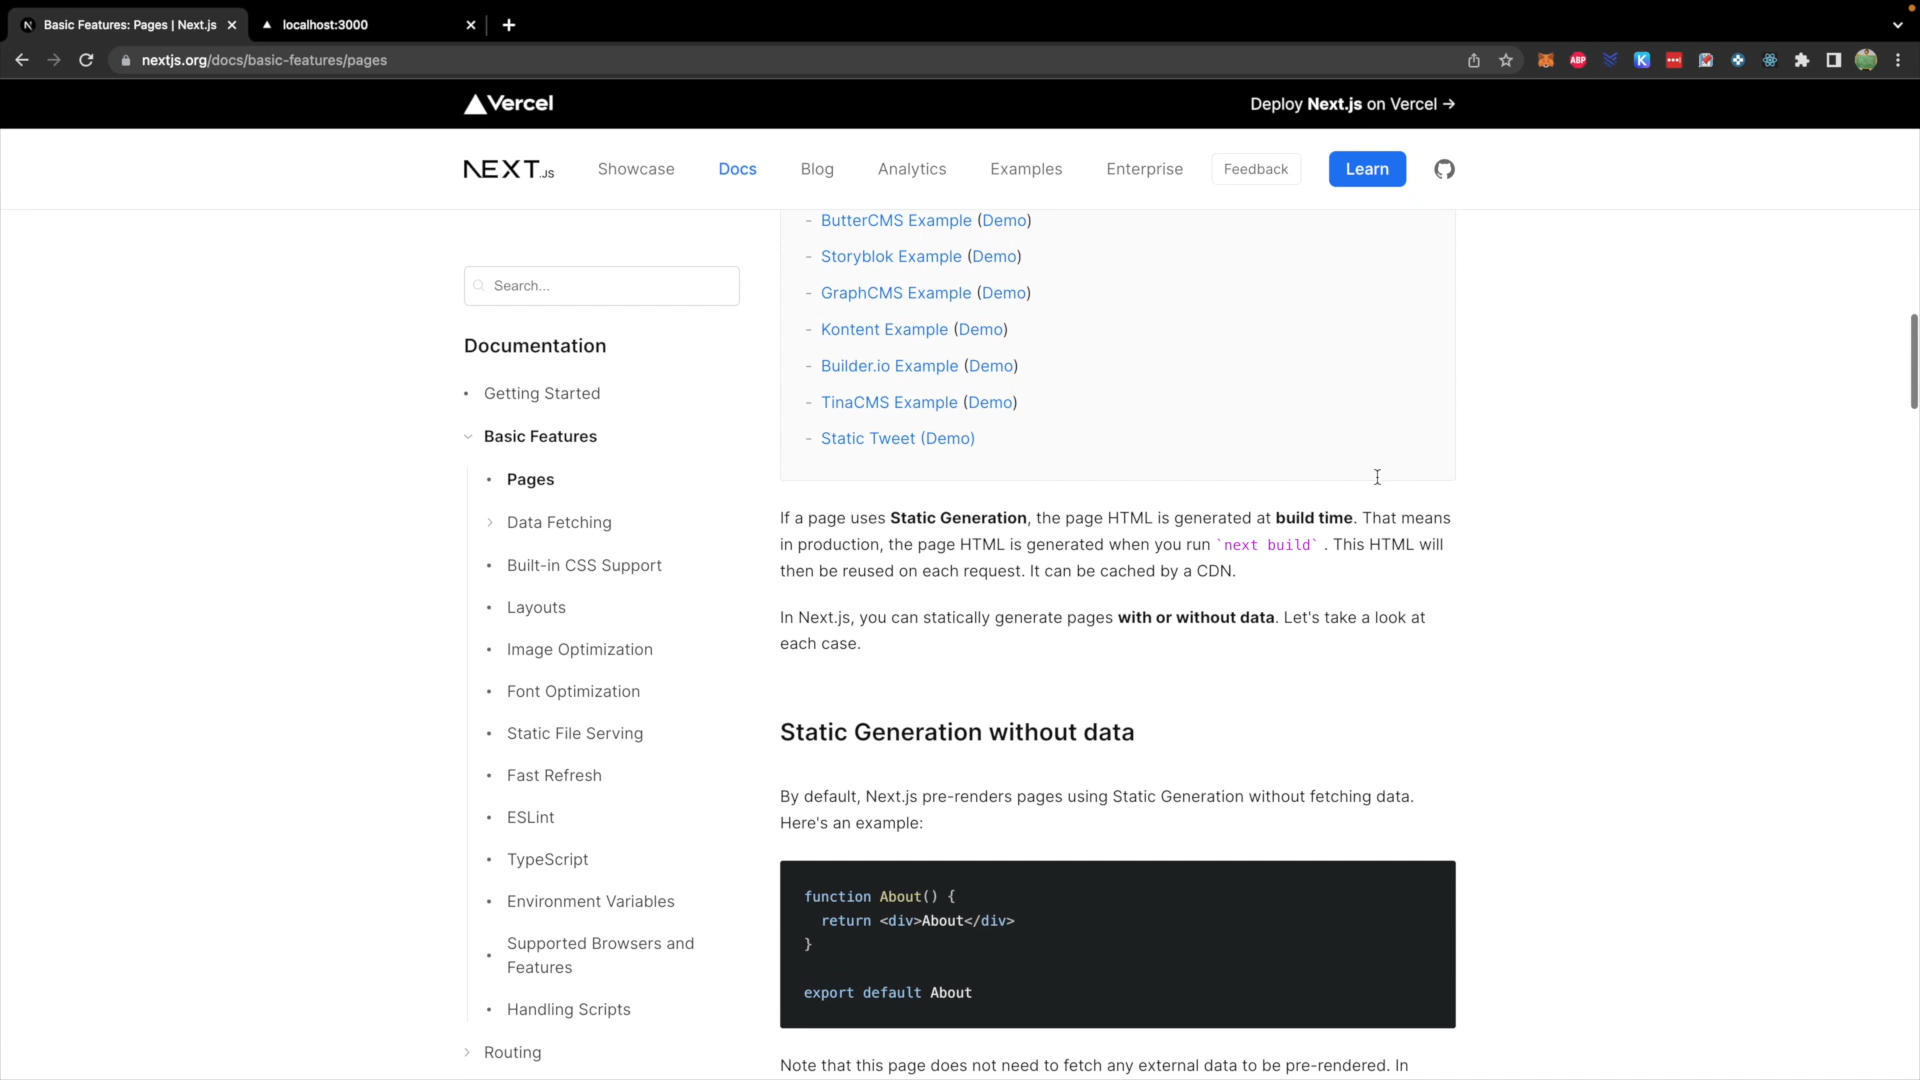 Basic Features: Pages | Next.js
localhost:3000
nextjs.org/docs/basic-features/pages
ABP
K
Vercel
Deploy Next.js on Vercel →
NEXT.JS
Showcase
Docs
Blog
Analytics
Examples
Enterprise
Feedback
Learn
Search...
Documentation
Getting Started
Basic Features
Pages
Data Fetching
Built-in CSS Support
Layouts
Image Optimization
Font Optimization
Static File Serving
Fast Refresh
ESLint
TypeScript
Environment Variables
Supported Browsers and
Features
Handling Scripts
Routing
- ButterCMS Example (Demo)
- Storyblok Example (Demo)
- GraphCMS Example (Demo)
- Kontent Example (Demo)
- Builder.io Example (Demo)
- TinaCMS Example (Demo)
- Static Tweet (Demo)
If a page uses Static Generation, the page HTML is generated at build time. That means
in production, the page HTML is generated when you run `next build` . This HTML will
then be reused on each request. It can be cached by a CDN.
In Next.js, you can statically generate pages with or without data. Let's take a look at
each case.
Static Generation without data
By default, Next.js pre-renders pages using Static Generation without fetching data.
Here's an example:
function About() {
  return <div>About</div>
}
export default About
Note that this page does not need to fetch any external data to be pre-rendered. In